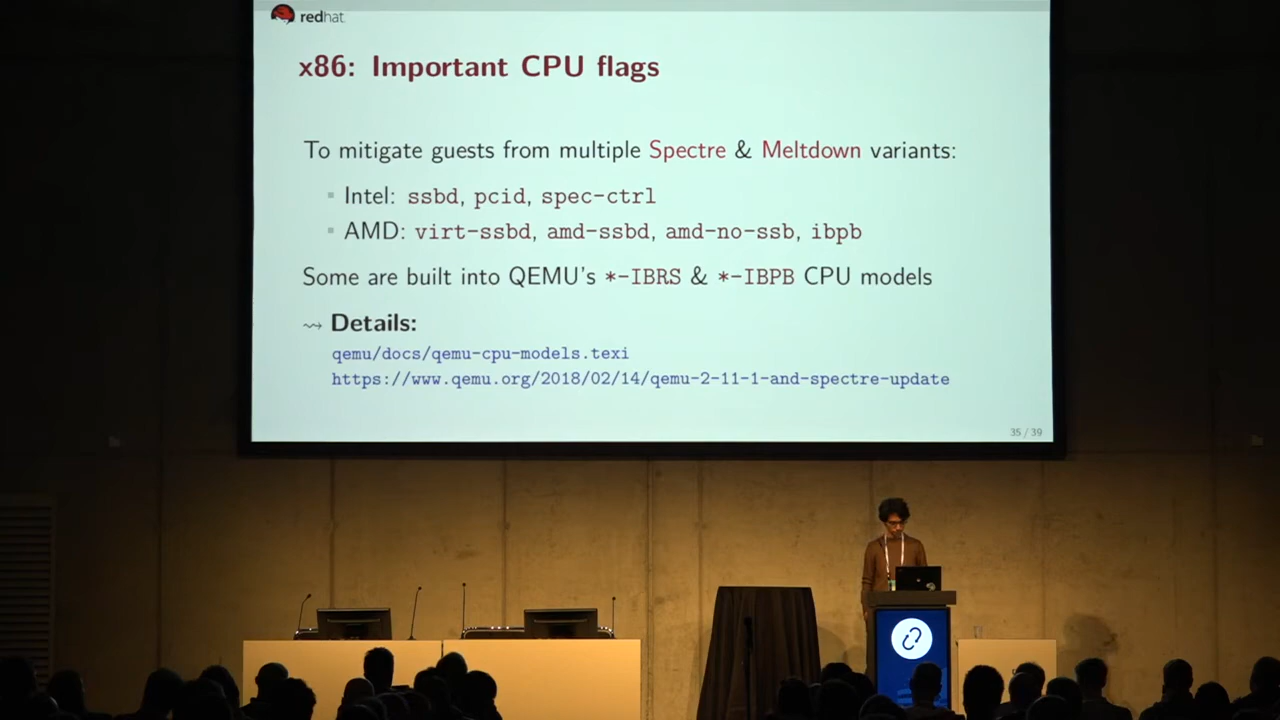 redhat.
x86: Important CPU flags
To mitigate guests from multiple Spectre & Meltdown variants:
Intel: ssbd, pcid, spec-ctrl
AMD: virt-ssbd, amd-ssbd, amd-no-ssb, ibpb
Some are built into QEMU's *-IBRS & *-IBPB CPU models
⇝ Details:
qemu/docs/qemu-cpu-models.texi
https://www.qemu.org/2018/02/14/qemu-2-11-1-and-spectre-update
35 / 39